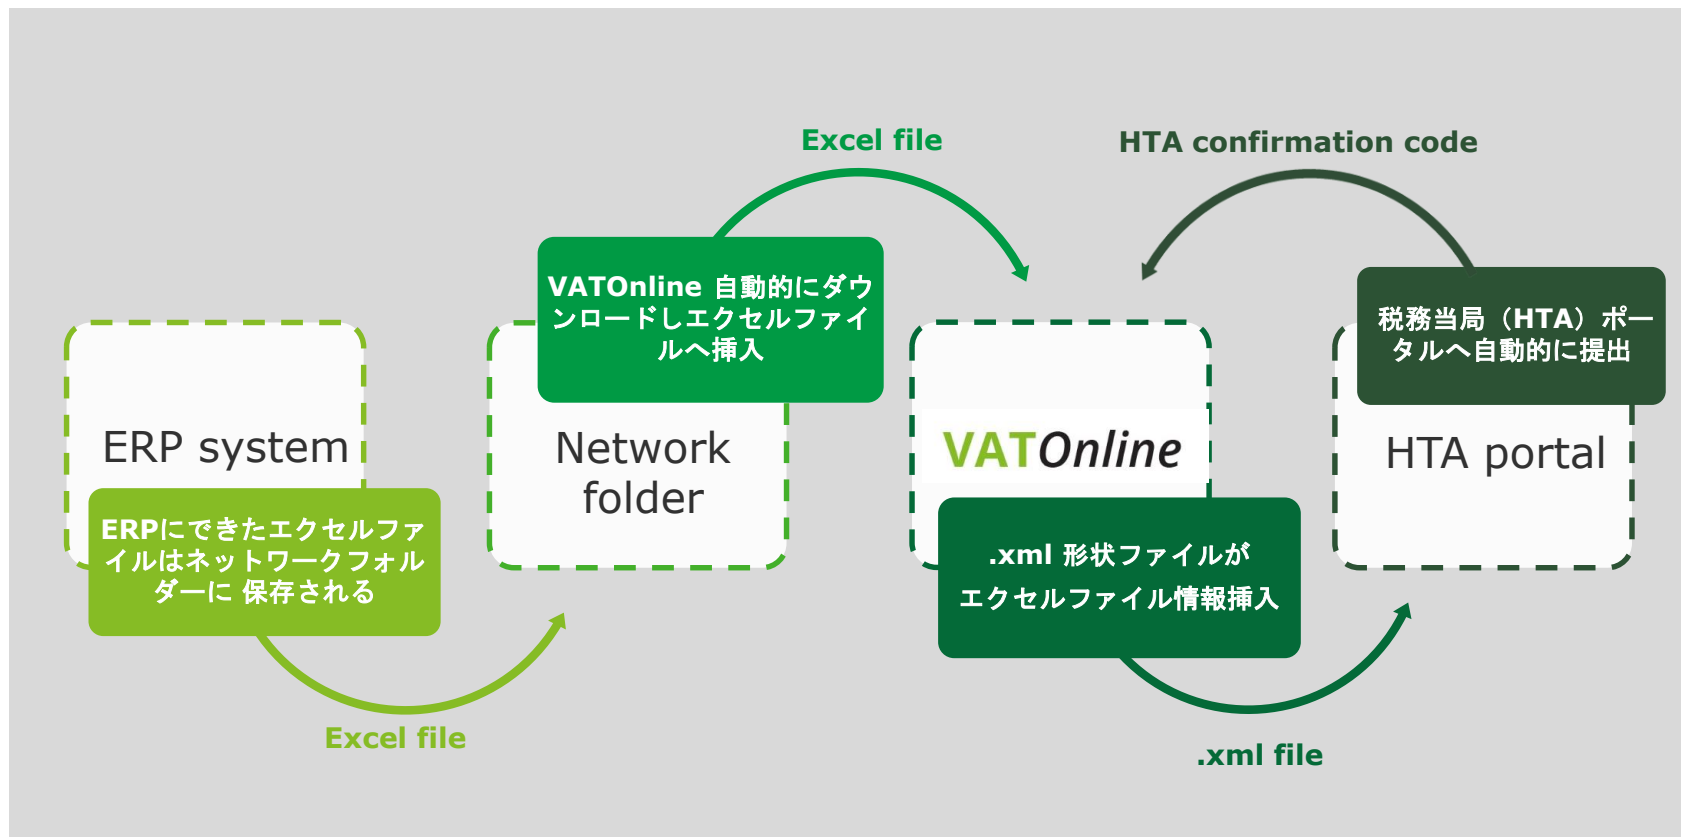 Excel file
HTA confirmation code
VATOnline 自動的にダウ
ンロードしエクセルファイ
ルへ挿入
税務当局（HTA）ポー
タルへ自動的に提出
ERP system
Network
folder
VATOnline
HTA portal
ERPにできたエクセルファ
イルはネットワークフォル
ダーに 保存される
.xml 形状ファイルが
エクセルファイル情報挿入
Excel file
.xml file